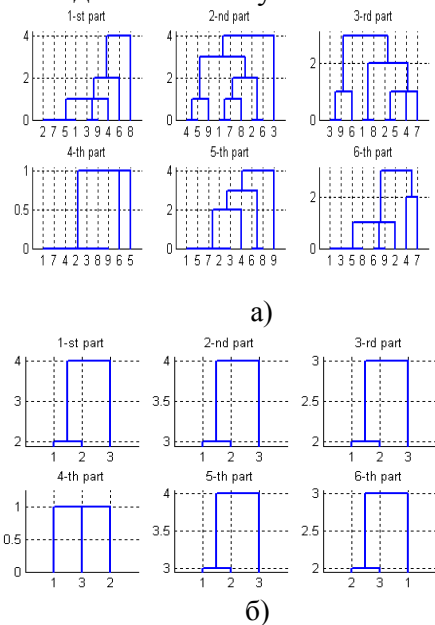 1-st part
4
2
0
2 7 5 1 3 9 4 6 8
2-nd part
4
2
0
4 5 9 1 7 8 2 6 3
3-rd part
2
3 9 6 1 8 2 5 4 7
4-th part
1
0.5
0
1 7 4 2 3 8 9 6 5
5-th part
4
2
0
1 5 7 2 3 4 6 8 9
6-th part
2
1 3 5 8 6 9 2 4 7
а)
1-st part
4
3
2
1 2 3
2-nd part
4
3.5
3
1 2 3
3-rd part
3
2.5
2
1 2 3
4-th part
1
0.5
0
1 3 2
5-th part
4
3.5
3
1 2 3
6-th part
3
2.5
2
2 3 1
б)